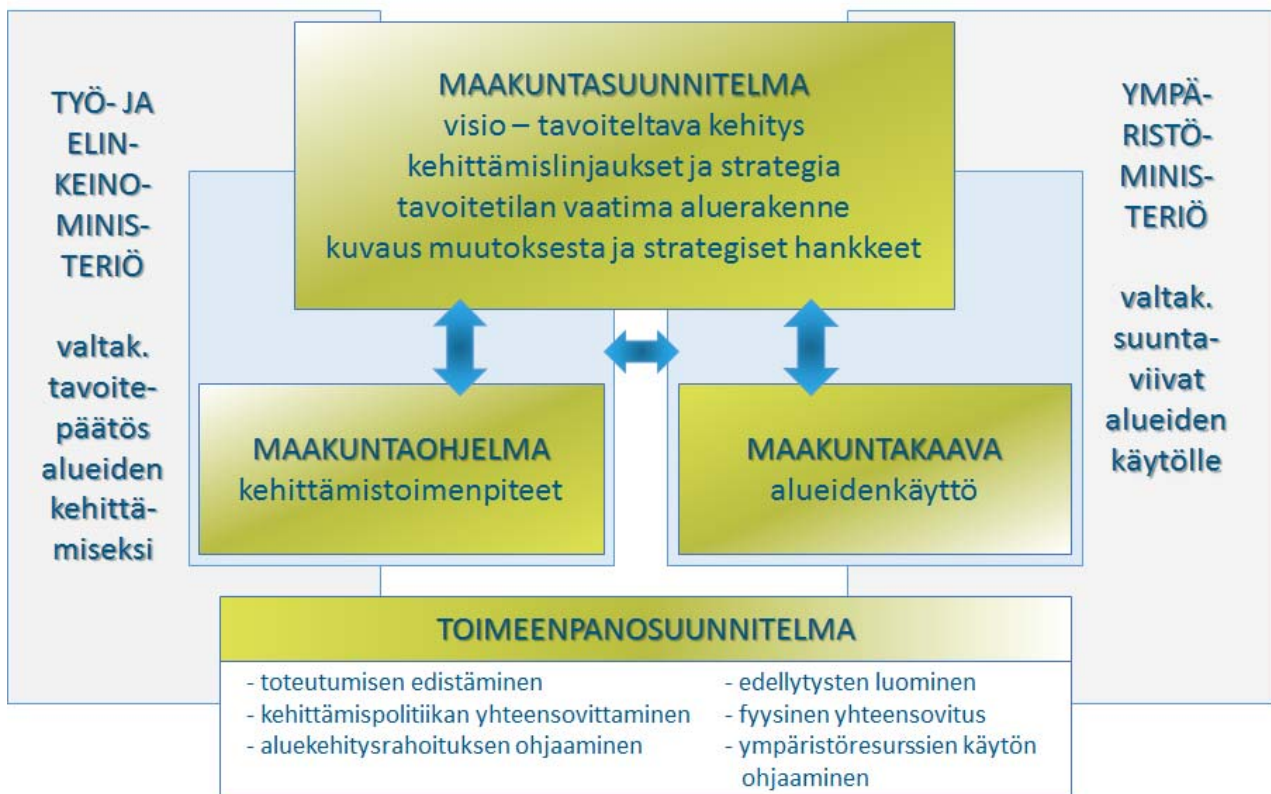 TYÖ- JA
ELIN-
KEINO-
MINIS-
TERIÖ
valtak.
tavoite-
päätös
alueiden
kehittä-
miseksi
MAAKUNTASUUNNITELMA
visio – tavoiteltava kehitys
kehittämislinjaukset ja strategia
tavoitetilan vaatima aluerakenne
kuvaus muutoksesta ja strategiset hankkeet
YMPÄ-
RISTÖ-
MINIS-
TERIÖ
valtak.
suunta-
viivat
alueiden
käytölle
MAAKUNTAOHJELMA
kehittämistoimenpiteet
MAAKUNTAKAAVA
alueidenkäyttö
TOIMEENPANOSUUNNITELMA
- toteutumisen edistäminen
- kehittämispolitiikan yhteensovittaminen
- aluekehitysrahoituksen ohjaaminen
- edellytysten luominen
- fyysinen yhteensovitus
- ympäristöresurssien käytön
ohjaaminen